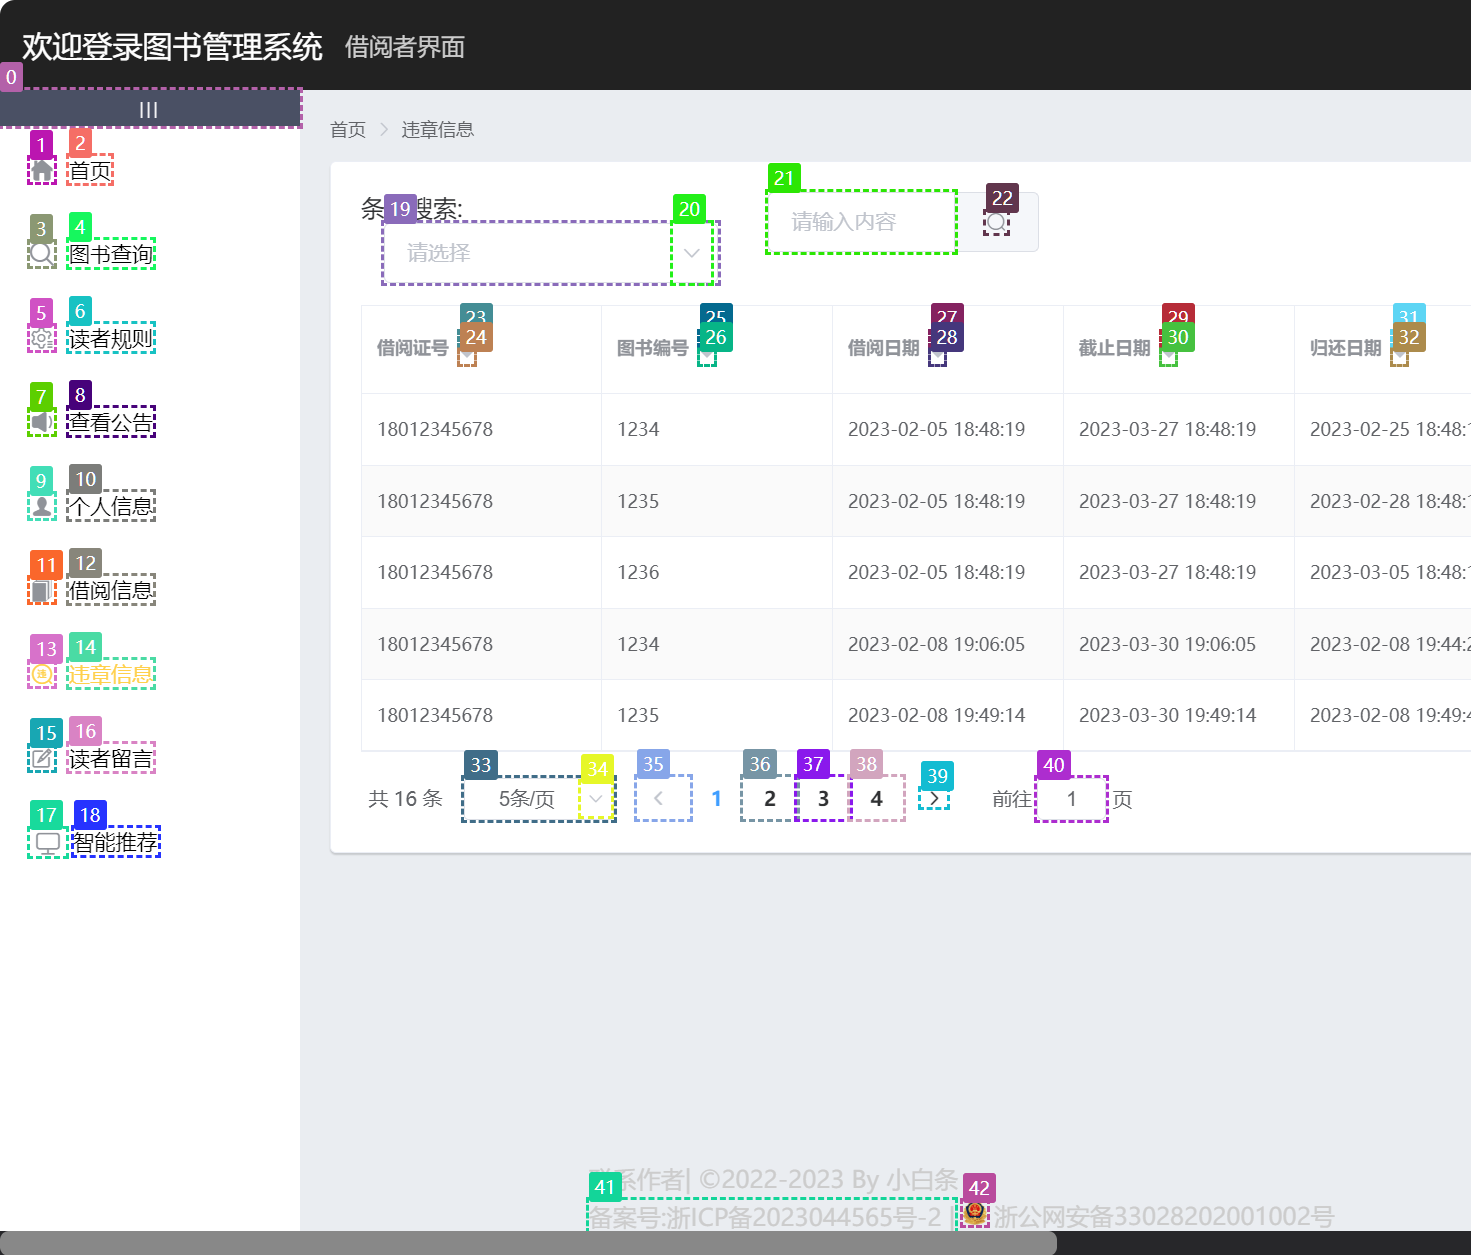 欢迎登录图书管理系统 借阅者界面
0
|||
首页 > 违章信息
1 2
首页
3 4
图书查询
5 6
读者规则
7 8
查看公告
9 10
个人信息
11 12
借阅信息
13 14
违章信息
15 16
读者留言
17 18
智能推荐
条 搜索:
19 20 21 22
请选择
请输入内容
23 25 27 29 31
24 26 28 30 32
借阅证号 图书编号 借阅日期 截止日期 归还日期
18012345678 1234 2023-02-05 18:48:19 2023-03-27 18:48:19 2023-02-25 18:48:1
18012345678 1235 2023-02-05 18:48:19 2023-03-27 18:48:19 2023-02-28 18:48:1
18012345678 1236 2023-02-05 18:48:19 2023-03-27 18:48:19 2023-03-05 18:48:1
18012345678 1234 2023-02-08 19:06:05 2023-03-30 19:06:05 2023-02-08 19:44:2
18012345678 1235 2023-02-08 19:49:14 2023-03-30 19:49:14 2023-02-08 19:49:4
33 34 35 36 37 38 39 40
共 16 条 5条/页 < 1 2 3 4 > 前往 1 页
系作者| ©2022-2023 By 小白条
41 42
备案号:浙ICP备2023044565号-2 | 浙公网安备33028202001002号